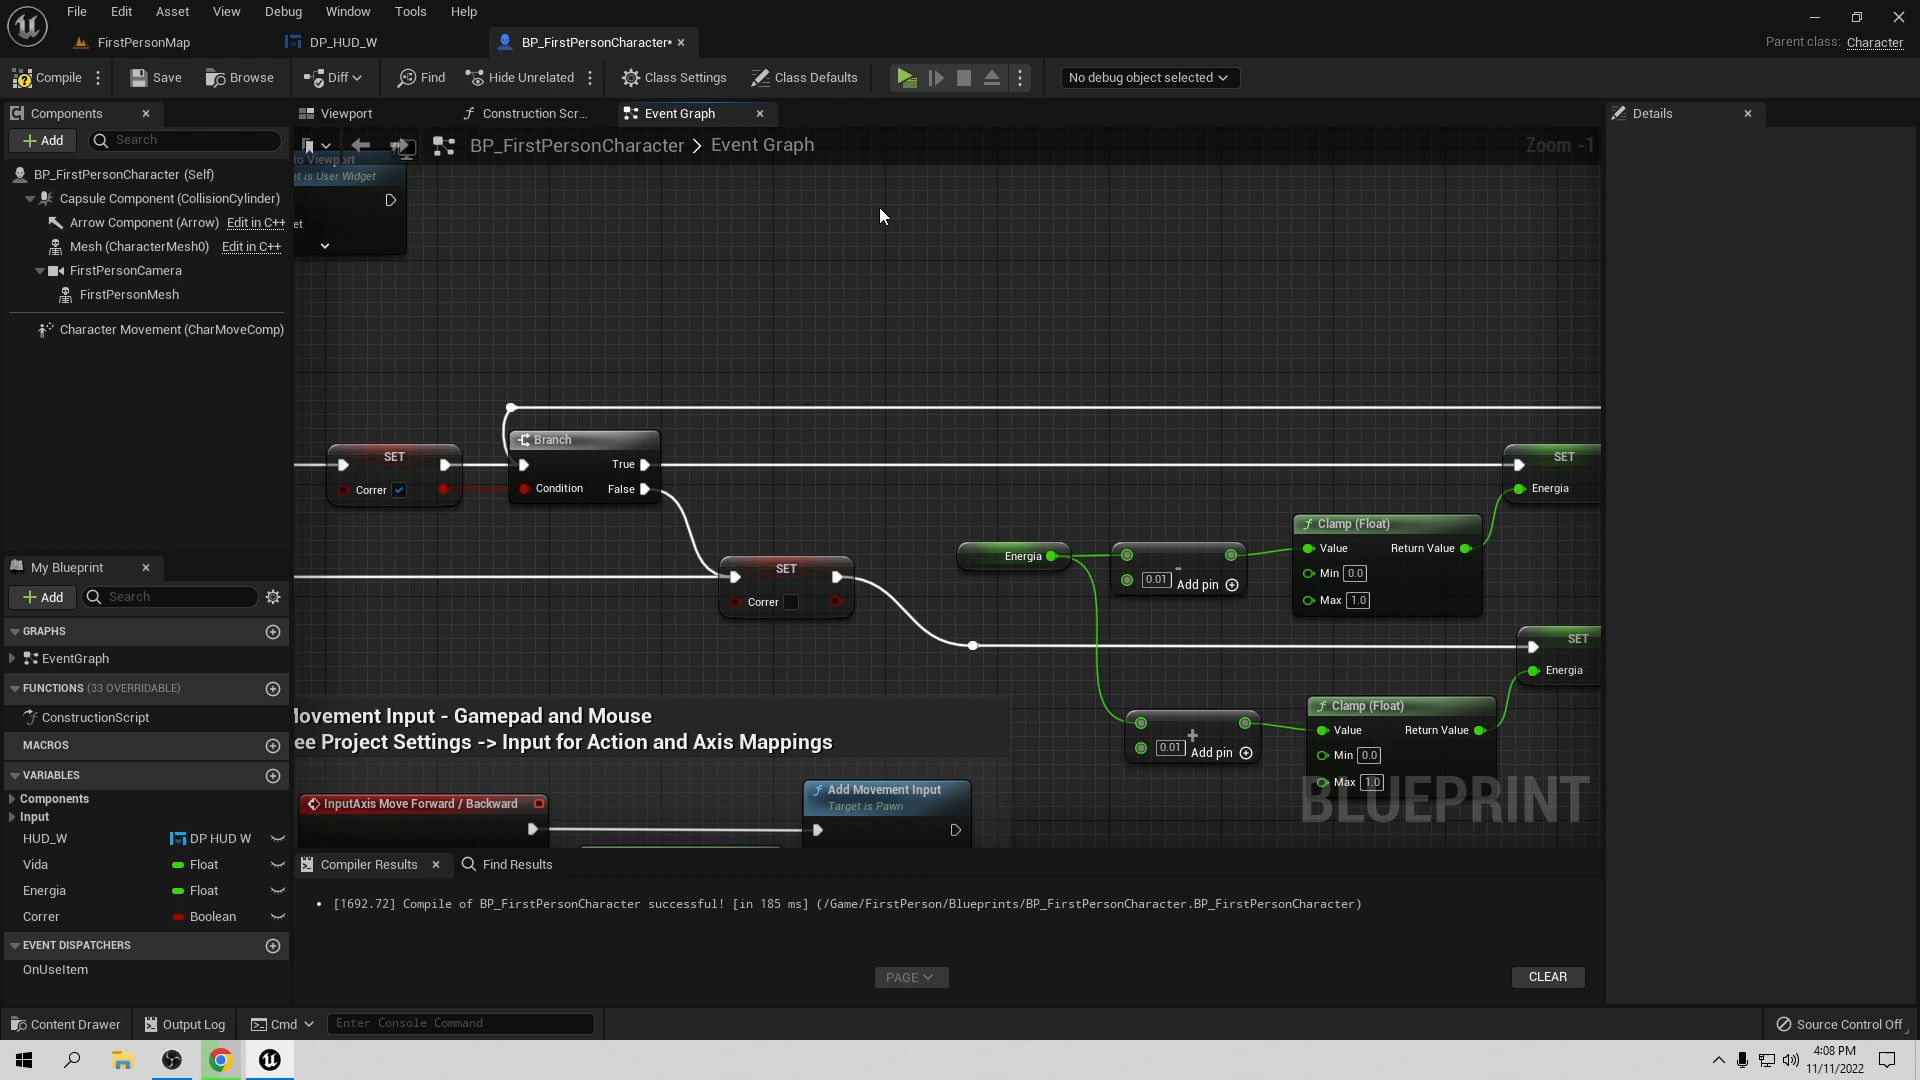 File Edit Asset View Debug Window Tools Help
FirstPersonMap
DP_HUD_W
BP_FirstPersonCharacter*
Parent class: Character
Compile
Save
Browse
Diff
Find
Hide Unrelated
Class Settings
Class Defaults
No debug object selected
Components
Viewport
Construction Scr...
Event Graph
Details
Add
Search
BP_FirstPersonCharacter > Event Graph
Zoom -1
to Viewport
et is User Widget
et
BP_FirstPersonCharacter (Self)
Capsule Component (CollisionCylinder)
Arrow Component (Arrow) Edit in C++
Mesh (CharacterMesh0) Edit in C++
FirstPersonCamera
FirstPersonMesh
Character Movement (CharMoveComp)
SET
Correr
Branch
True
Condition
False
SET
Correr
Energia
-
0.01
Add pin
Clamp (Float)
Value
Return Value
Min 0.0
Max 1.0
SET
Energia
SET
Energia
+
0.01
Add pin
Clamp (Float)
Value
Return Value
Min 0.0
Max 1.0
BLUEPRINT
Movement Input - Gamepad and Mouse
ee Project Settings -> Input for Action and Axis Mappings
InputAxis Move Forward / Backward
Add Movement Input
Target is Pawn
My Blueprint
Add
Search
GRAPHS
EventGraph
FUNCTIONS (33 OVERRIDABLE)
ConstructionScript
MACROS
VARIABLES
Components
Input
HUD_W DP HUD W
Vida Float
Energia Float
Correr Boolean
EVENT DISPATCHERS
OnUseItem
Compiler Results
Find Results
[1692.72] Compile of BP_FirstPersonCharacter successful! [in 185 ms] (/Game/FirstPerson/Blueprints/BP_FirstPersonCharacter.BP_FirstPersonCharacter)
PAGE
CLEAR
Content Drawer
Output Log
Cmd
Enter Console Command
Source Control Off
4:08 PM
11/11/2022